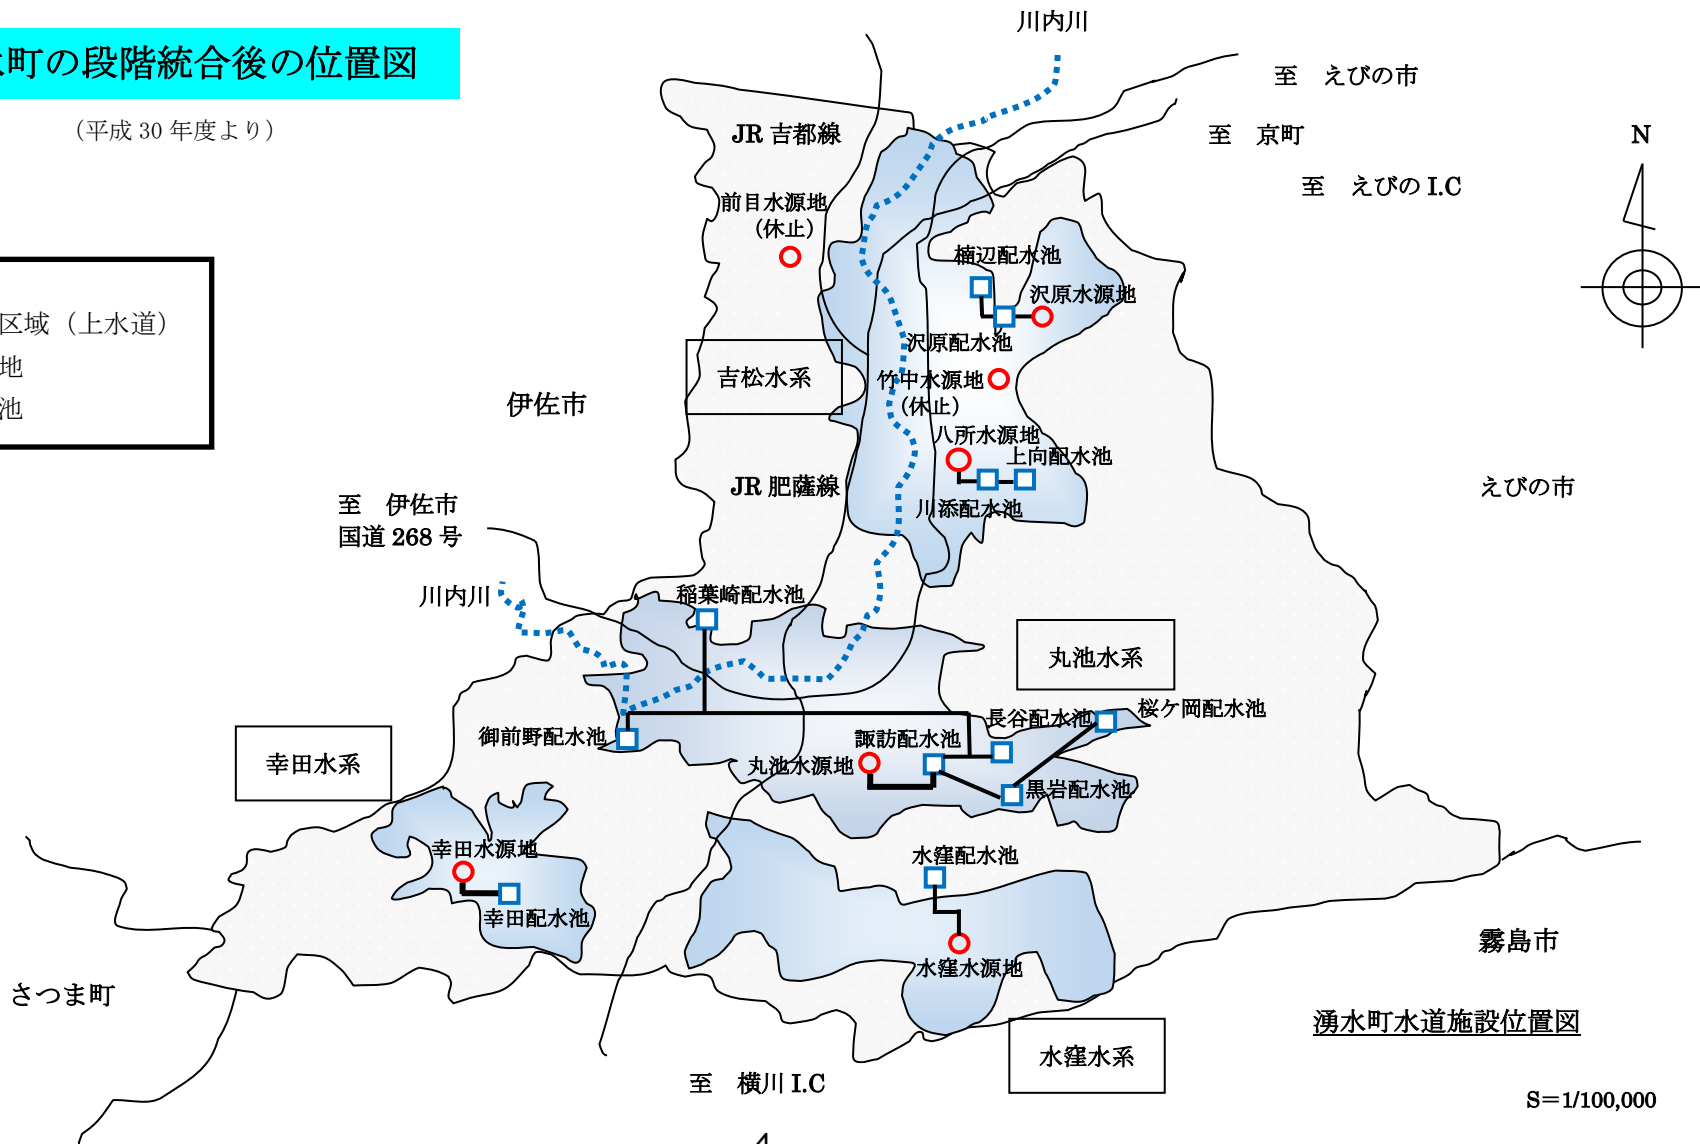 町の段階統合後の位置図
（平成 30 年度より）
区域（上水道）
地
池
川内川
至　えびの市
至　京町
至　えびの I.C
N
JR 吉都線
前目水源地
（休止）
楠辺配水池
沢原水源地
沢原配水池
吉松水系
竹中水源地
（休止）
伊佐市
八所水源地
上向配水池
JR 肥薩線
川添配水池
えびの市
至　伊佐市
国道 268 号
川内川
稲葉崎配水池
丸池水系
長谷配水池
桜ケ岡配水池
御前野配水池
諏訪配水池
丸池水源地
黒岩配水池
幸田水系
幸田水源地
幸田配水池
水窪配水池
水窪水源地
霧島市
さつま町
湧水町水道施設位置図
水窪水系
至　横川 I.C
S＝1/100,000